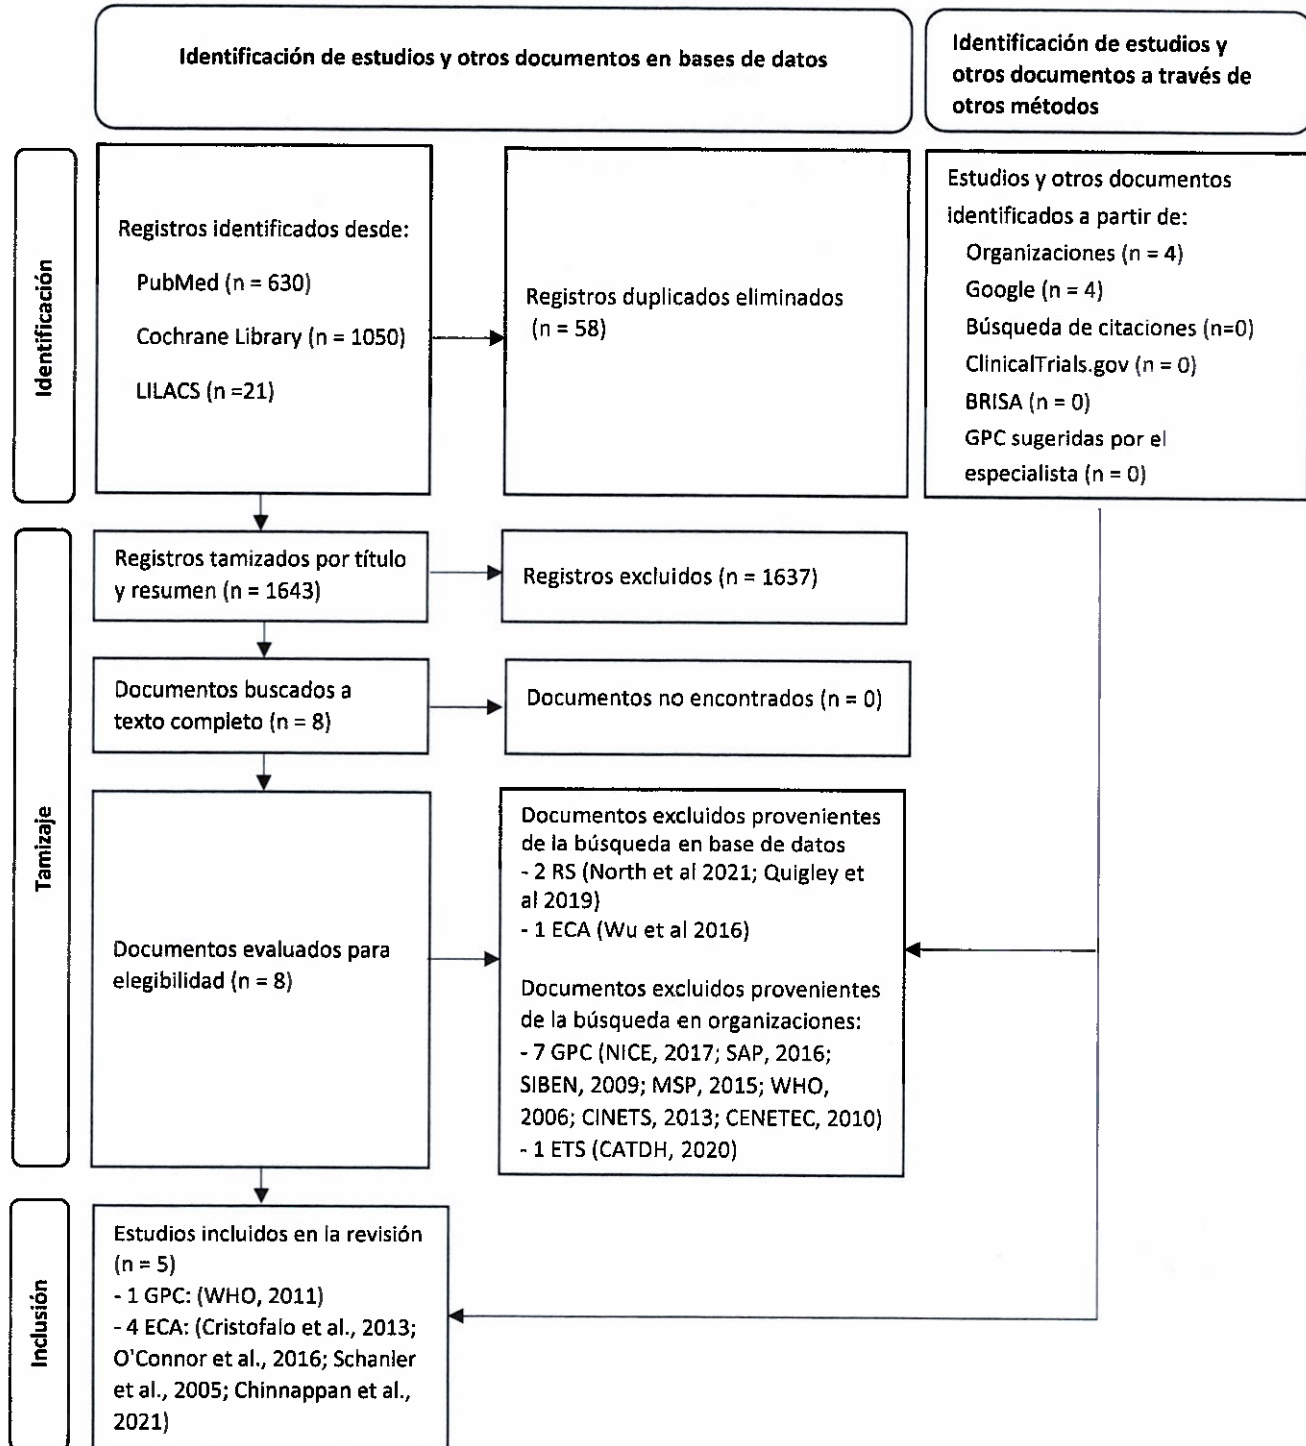 Identificación de estudios y otros documentos en bases de datos
Identificación de estudios y
otros documentos a través de
otros métodos
Identificación
Registros identificados desde:
PubMed (n = 630)
Cochrane Library (n = 1050)
LILACS (n =21)
Registros duplicados eliminados
(n = 58)
Estudios y otros documentos
identificados a partir de:
Organizaciones (n = 4)
Google (n = 4)
Búsqueda de citaciones (n=0)
ClinicalTrials.gov (n = 0)
BRISA (n = 0)
GPC sugeridas por el
especialista (n = 0)
Tamizaje
Registros tamizados por título
y resumen (n = 1643)
Registros excluidos (n = 1637)
Documentos buscados a
texto completo (n = 8)
Documentos no encontrados (n = 0)
Documentos evaluados para
elegibilidad (n = 8)
Documentos excluidos provenientes
de la búsqueda en base de datos
- 2 RS (North et al 2021; Quigley et
al 2019)
- 1 ECA (Wu et al 2016)
Documentos excluidos provenientes
de la búsqueda en organizaciones:
- 7 GPC (NICE, 2017; SAP, 2016;
SIBEN, 2009; MSP, 2015; WHO,
2006; CINETS, 2013; CENETEC, 2010)
- 1 ETS (CATDH, 2020)
Inclusión
Estudios incluidos en la revisión
(n = 5)
- 1 GPC: (WHO, 2011)
- 4 ECA: (Cristofalo et al., 2013;
O'Connor et al., 2016; Schanler
et al., 2005; Chinnappan et al.,
2021)